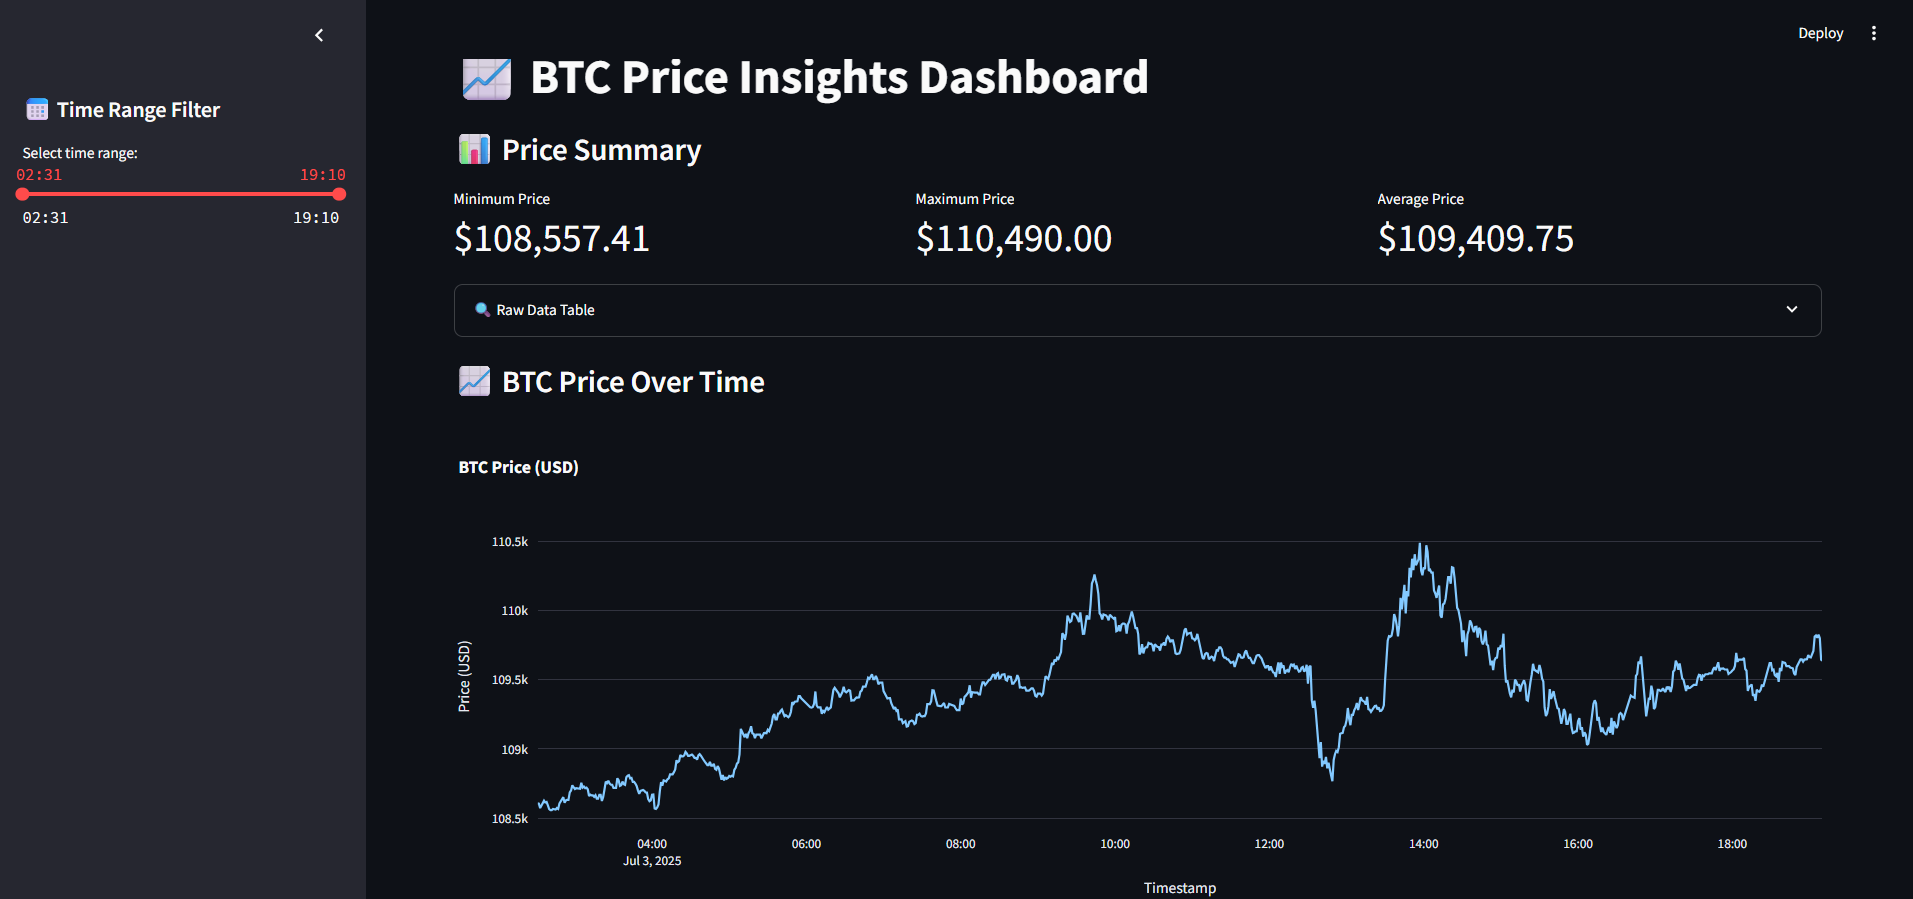 Deploy
Time Range Filter
Select time range:
02:31 19:10
02:31 19:10
BTC Price Insights Dashboard
Price Summary
Minimum Price Maximum Price Average Price
$108,557.41 $110,490.00 $109,409.75
Raw Data Table
BTC Price Over Time
BTC Price (USD)
Price (USD)
110.5k
110k
109.5k
109k
108.5k
04:00 06:00 08:00 10:00 12:00 14:00 16:00 18:00
Jul 3, 2025
Timestamp